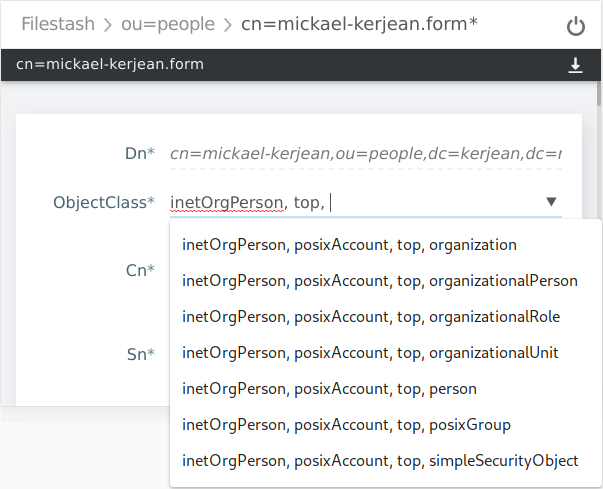 Filestash > ou=people > cn=mickael-kerjean.form*
cn=mickael-kerjean.form
Dn* cn=mickael-kerjean,ou=people,dc=kerjean,dc=r
ObjectClass* inetOrgPerson, top,
inetOrgPerson, posixAccount, top, organization
Cn*
inetOrgPerson, posixAccount, top, organizationalPerson
inetOrgPerson, posixAccount, top, organizationalRole
Sn*
inetOrgPerson, posixAccount, top, organizationalUnit
inetOrgPerson, posixAccount, top, person
inetOrgPerson, posixAccount, top, posixGroup
inetOrgPerson, posixAccount, top, simpleSecurityObject